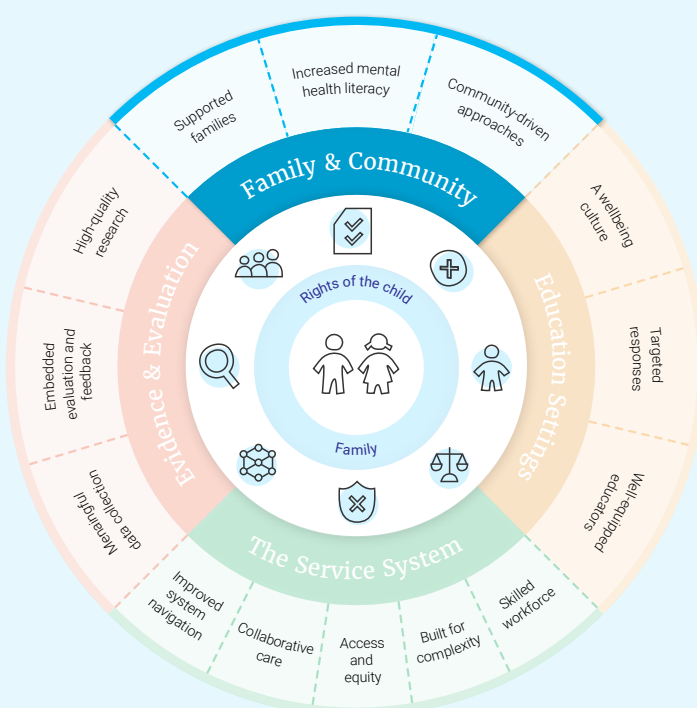 Supported
families
Increased mental
health literacy
Community-driven
approaches
Family & Community
A wellbeing
culture
Targeted
responses
Well-equipped
educators
Education Settings
Skilled
workforce
Built for
complexity
Access
and
equity
Collaborative
care
Improved
system
navigation
The Service System
Menaingful
data collection
Embedded
evaluation and
feedback
High-quality
research
Evidence & Evaluation
Rights of the child
Family